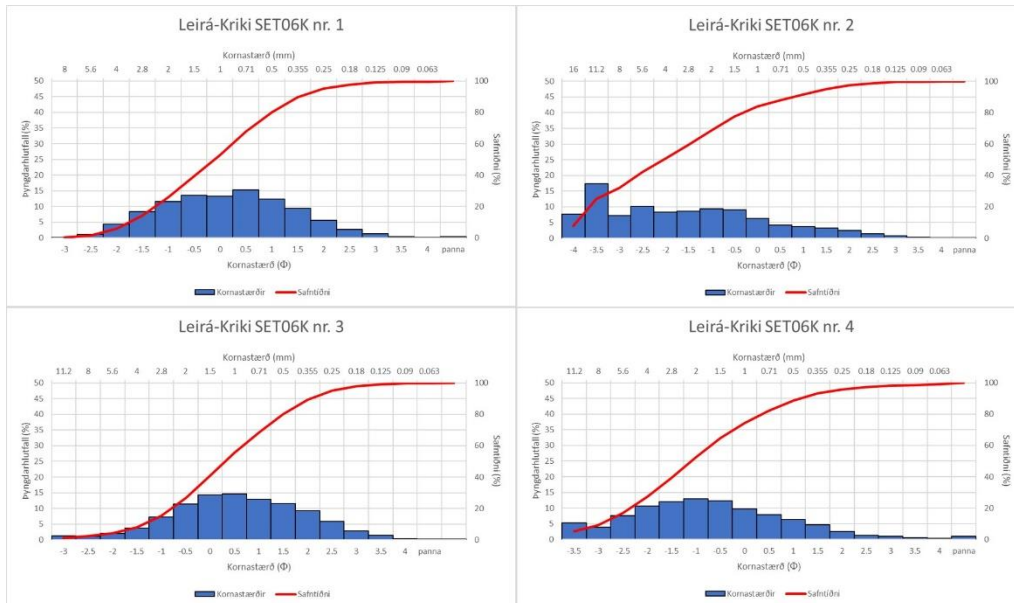 Leirá-Kriki SET06K nr. 1
Kornastærð (mm)
8 5.6 4 2.8 2 1.5 1 0.71 0.5 0.355 0.25 0.18 0.125 0.09 0.063
50 45 40 35 30 25 20 15 10 5 0
Þyngdarhlutfall (%)
100 80 60 40 20 0
Safntíðni (%)
-3 -2.5 -2 -1.5 -1 -0.5 0 0.5 1 1.5 2 2.5 3 3.5 4 panna
Kornastærð (Φ)
Kornastærðir Safntíðni
Leirá-Kriki SET06K nr. 2
Kornastærð (mm)
16 11.2 8 5.6 4 2.8 2 1.5 1 0.71 0.5 0.355 0.25 0.18 0.125 0.09 0.063
50 45 40 35 30 25 20 15 10 5 0
Þyngdarhlutfall (%)
100 80 60 40 20 0
Safntíðni (%)
-4 -3.5 -3 -2.5 -2 -1.5 -1 -0.5 0 0.5 1 1.5 2 2.5 3 3.5 4 panna
Kornastærð (Φ)
Kornastærðir Safntíðni
Leirá-Kriki SET06K nr. 3
Kornastærð (mm)
11.2 8 5.6 4 2.8 2 1.5 1 0.71 0.5 0.355 0.25 0.18 0.125 0.09 0.063
50 45 40 35 30 25 20 15 10 5 0
Þyngdarhlutfall (%)
100 80 60 40 20 0
Safntíðni (%)
-3 -2.5 -2 -1.5 -1 -0.5 0 0.5 1 1.5 2 2.5 3 3.5 4 panna
Kornastærð (Φ)
Kornastærðir Safntíðni
Leirá-Kriki SET06K nr. 4
Kornastærð (mm)
11.2 8 5.6 4 2.8 2 1.5 1 0.71 0.5 0.355 0.25 0.18 0.125 0.09 0.063
50 45 40 35 30 25 20 15 10 5 0
Þyngdarhlutfall (%)
100 80 60 40 20 0
Safntíðni (%)
-3.5 -3 -2.5 -2 -1.5 -1 -0.5 0 0.5 1 1.5 2 2.5 3 3.5 4 panna
Kornastærð (Φ)
Kornastærðir Safntíðni